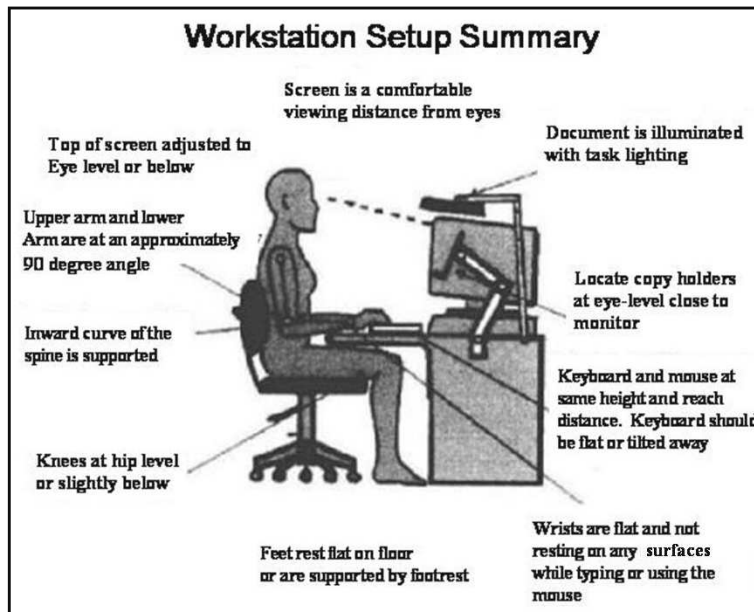 Workstation Setup Summary
Screen is a comfortable
viewing distance from eyes
Top of screen adjusted to
Eye level or below
Document is illuminated
with task lighting
Upper arm and lower
Arm are at an approximately
90 degree angle
Locate copy holders
at eye-level close to
monitor
Inward curve of the
spine is supported
Keyboard and mouse at
same height and reach
distance. Keyboard should
be flat or tilted away
Knees at hip level
or slightly below
Wrists are flat and not
resting on any surfaces
while typing or using the
mouse
Feet rest flat on floor
or are supported by footrest